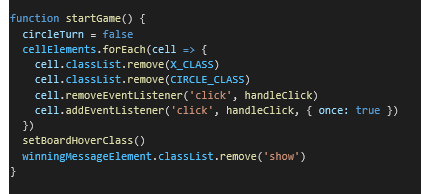 function startGame() {
  circleTurn = false
  cellElements.forEach(cell => {
    cell.classList.remove(X_CLASS)
    cell.classList.remove(CIRCLE_CLASS)
    cell.removeEventListener('click', handleClick)
    cell.addEventListener('click', handleClick, { once: true })
  })
  setBoardHoverClass()
  winningMessageElement.classList.remove('show')
}